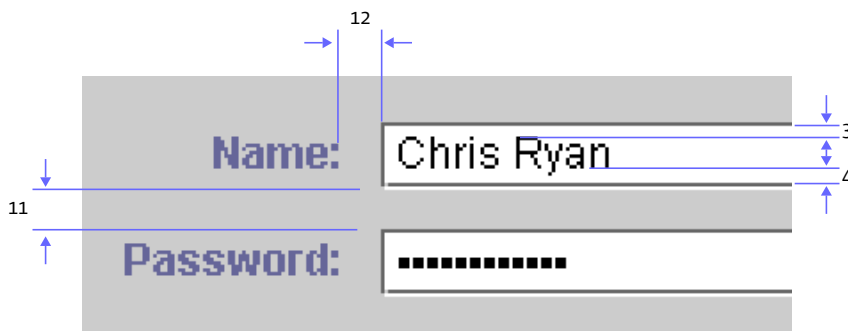 12
3
Name: Chris Ryan
4
11
Password: ............